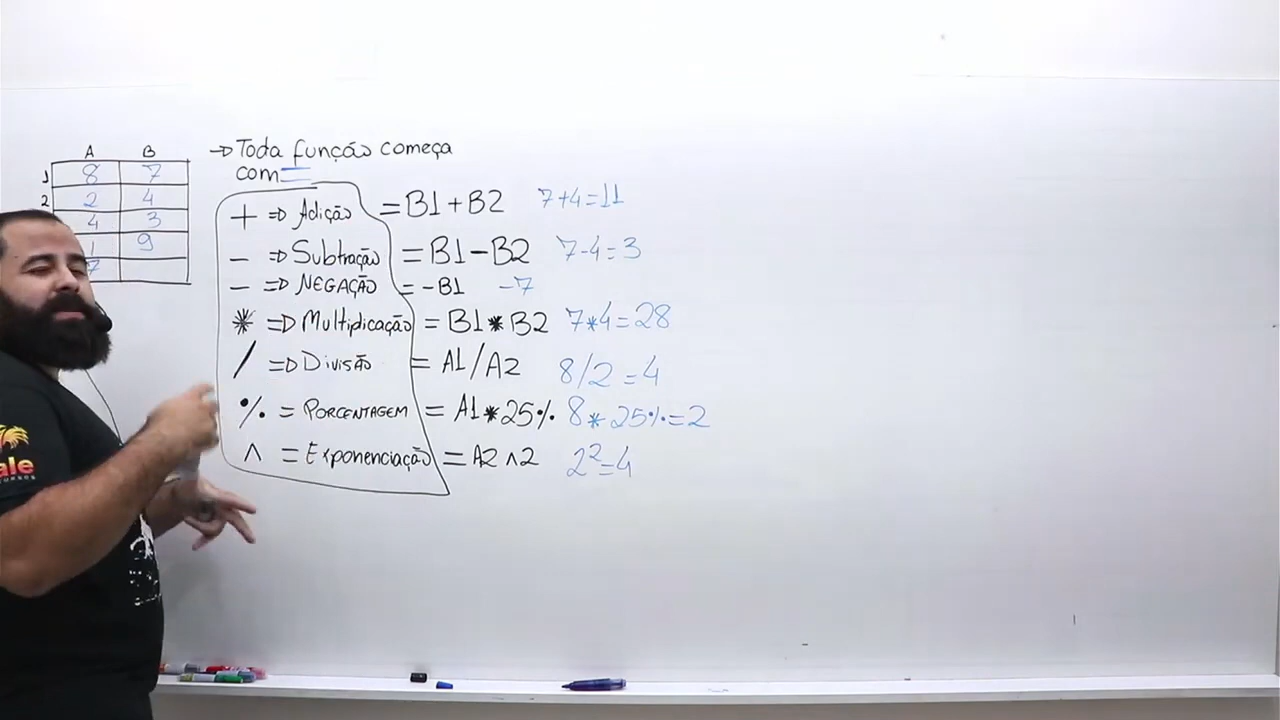 A B
1 8 7
2 2 4
4 3
1 9
7
→ Toda função começa
com =
+ ⇒ Adição = B1+B2 7+4=11
- ⇒ Subtração = B1-B2 7-4=3
- ⇒ NEGAÇÃO = -B1 -7
* ⇒ Multiplicação = B1*B2 7*4=28
/ ⇒ Divisão = A1/A2 8/2=4
% = PORCENTAGEM = A1*25% 8*25%=2
^ = Exponenciação = A2^2 2²=4